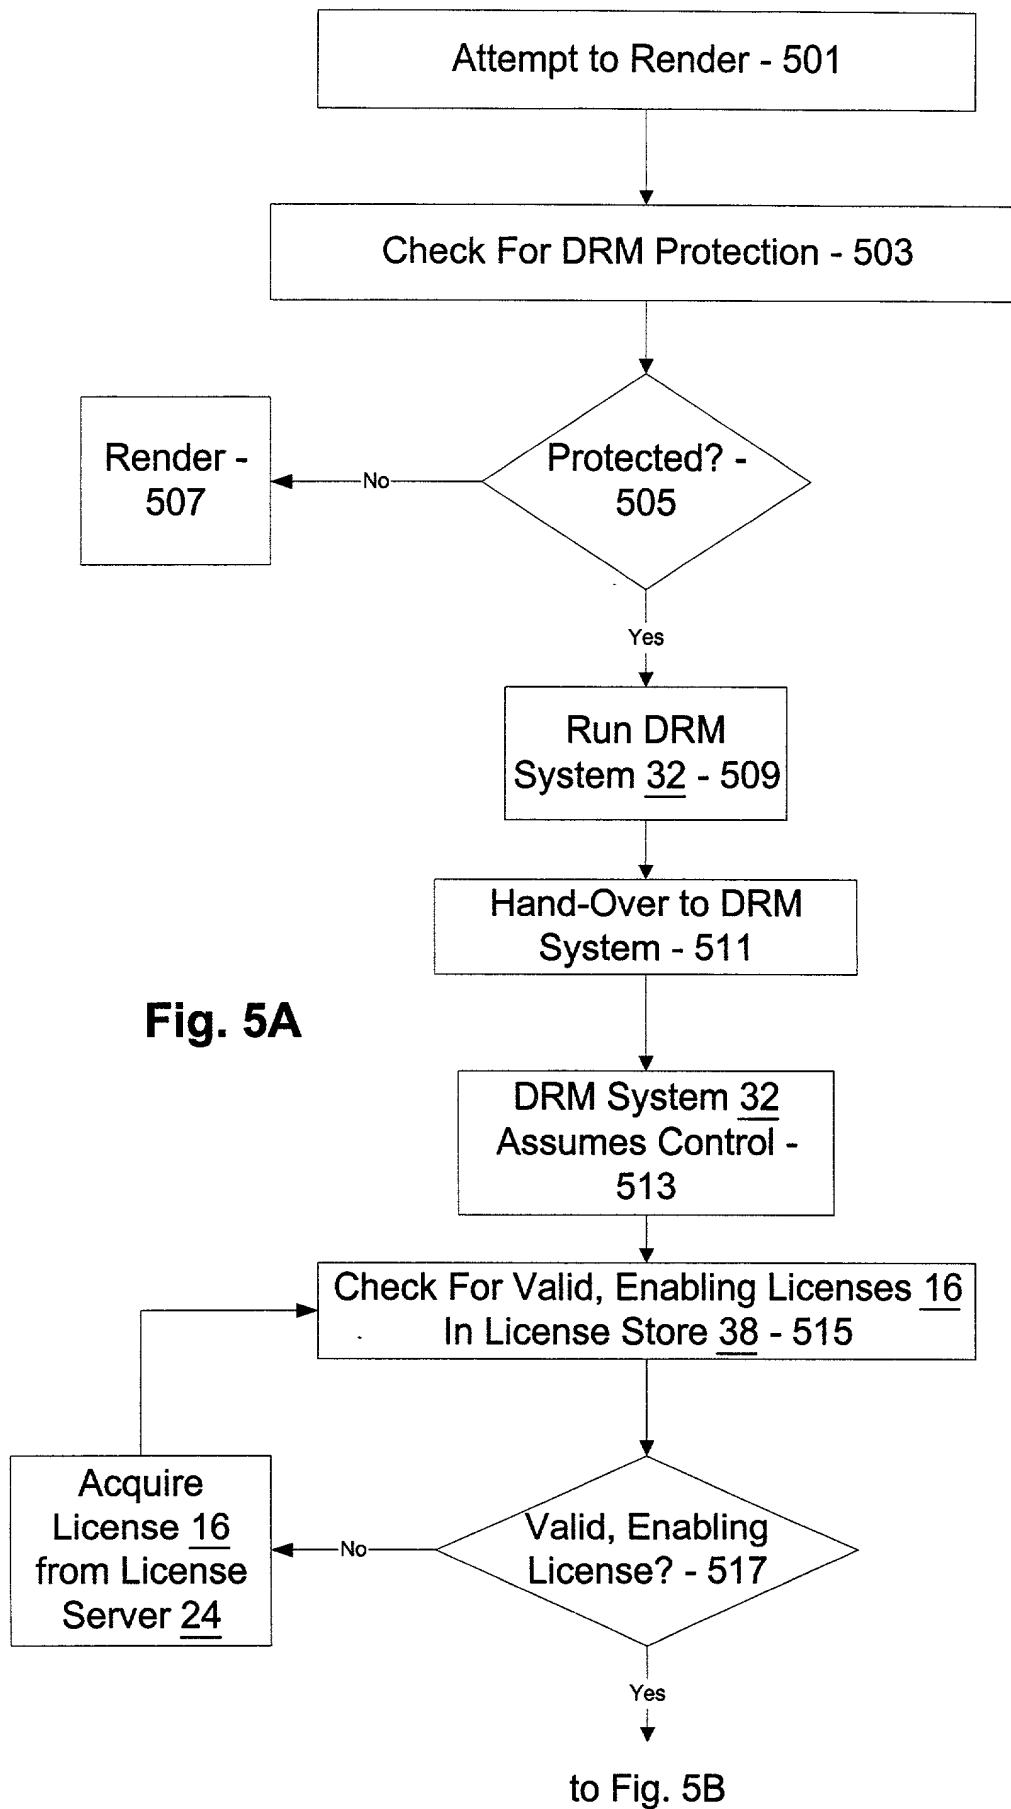 Attempt to Render - 501
Check For DRM Protection - 503
Render -
507
No
Protected? -
505
Yes
Run DRM
System 32 - 509
Hand-Over to DRM
System - 511
Fig. 5A
DRM System 32
Assumes Control -
513
Check For Valid, Enabling Licenses 16
In License Store 38 - 515
Acquire
License 16
from License
Server 24
No
Valid, Enabling
License? - 517
Yes
to Fig. 5B